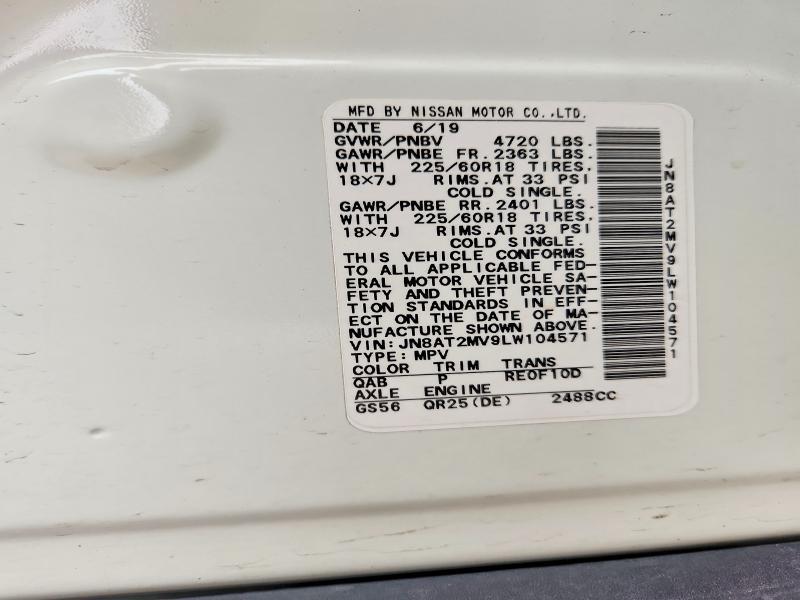 MFD BY NISSAN MOTOR CO.,LTD.
DATE 6/19
GVWR/PNBV 4720 LBS.
GAWR/PNBE FR. 2363 LBS.
WITH 225/60R18 TIRES.
18×7J RIMS.AT 33 PSI
COLD SINGLE.
GAWR/PNBE RR. 2401 LBS.
WITH 225/60R18 TIRES.
18×7J RIMS.AT 33 PSI
COLD SINGLE.
THIS VEHICLE CONFORMS
TO ALL APPLICABLE FED-
ERAL MOTOR VEHICLE SA-
FETY AND THEFT PREVEN-
TION STANDARDS IN EFF-
ECT ON THE DATE OF MA-
NUFACTURE SHOWN ABOVE.
VIN:JN8AT2MV9LW104571
TYPE:MPV
COLOR TRIM TRANS
QAB P RE0F10D
AXLE ENGINE
GS56 QR25(DE) 2488CC
JN8AT2MV9LW104571